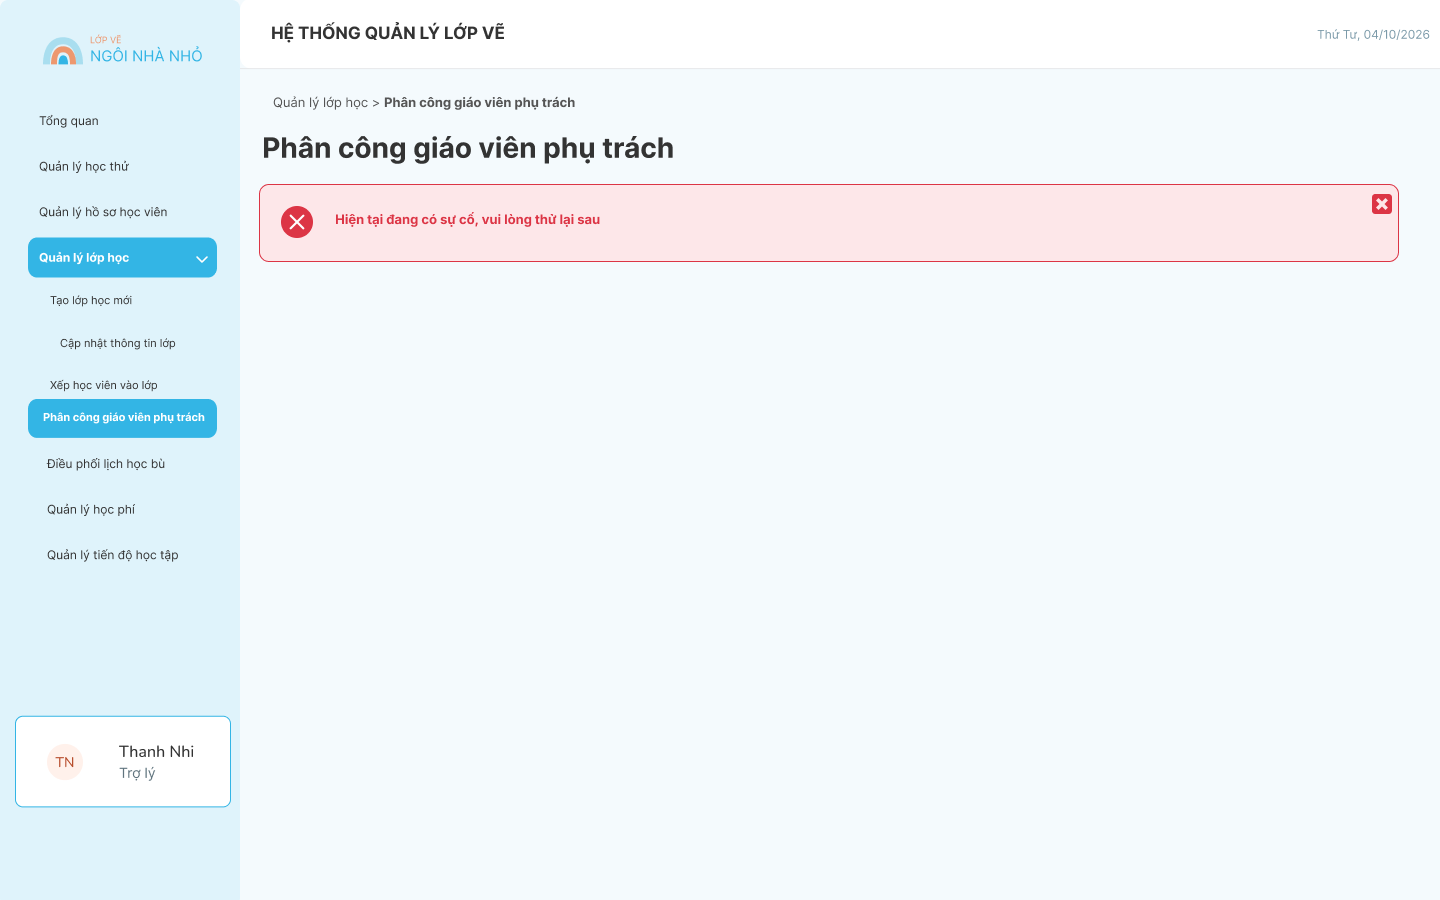 LỚP VẼ
NGÔI NHÀ NHỎ
Tổng quan
Quản lý học thử
Quản lý hồ sơ học viên
Quản lý lớp học
Tạo lớp học mới
Cập nhật thông tin lớp
Xếp học viên vào lớp
Phân công giáo viên phụ trách
Điều phối lịch học bù
Quản lý học phí
Quản lý tiến độ học tập
TN
Thanh Nhi
Trợ lý
HỆ THỐNG QUẢN LÝ LỚP VẼ
Thứ Tư, 04/10/2026
Quản lý lớp học > Phân công giáo viên phụ trách
Phân công giáo viên phụ trách
Hiện tại đang có sự cố, vui lòng thử lại sau